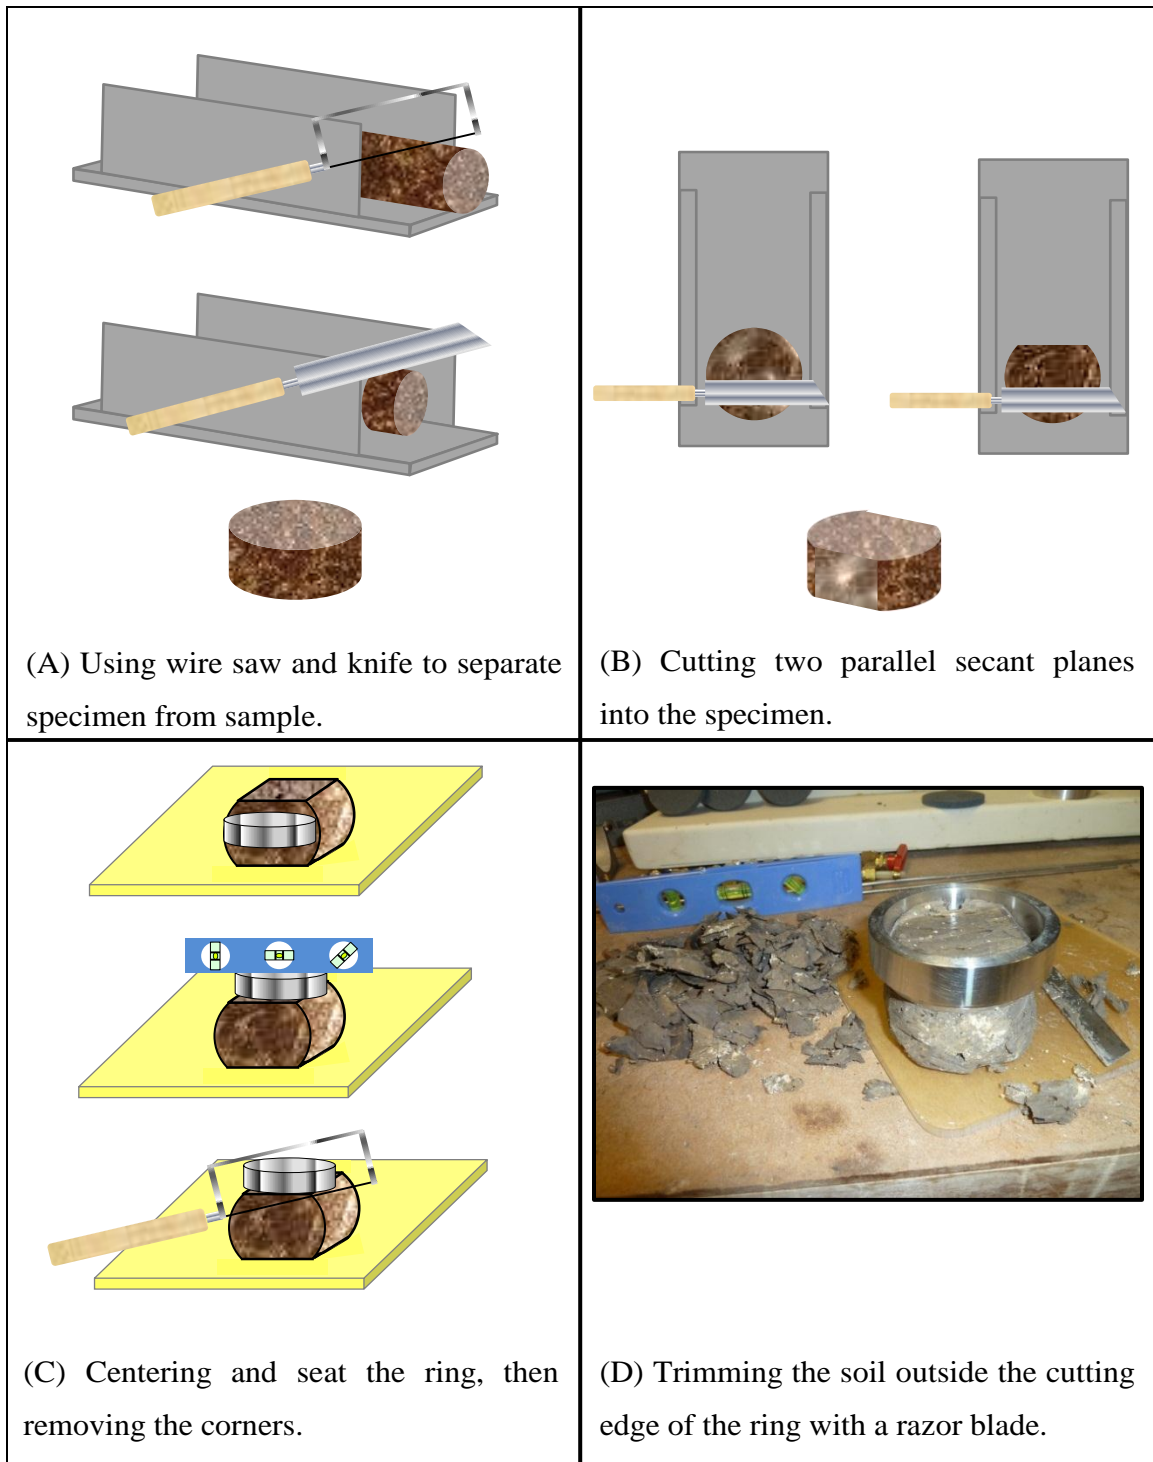 (A) Using wire saw and knife to separate
specimen from sample.
(B) Cutting two parallel secant planes
into the specimen.
(C) Centering and seat the ring, then
removing the corners.
(D) Trimming the soil outside the cutting
edge of the ring with a razor blade.